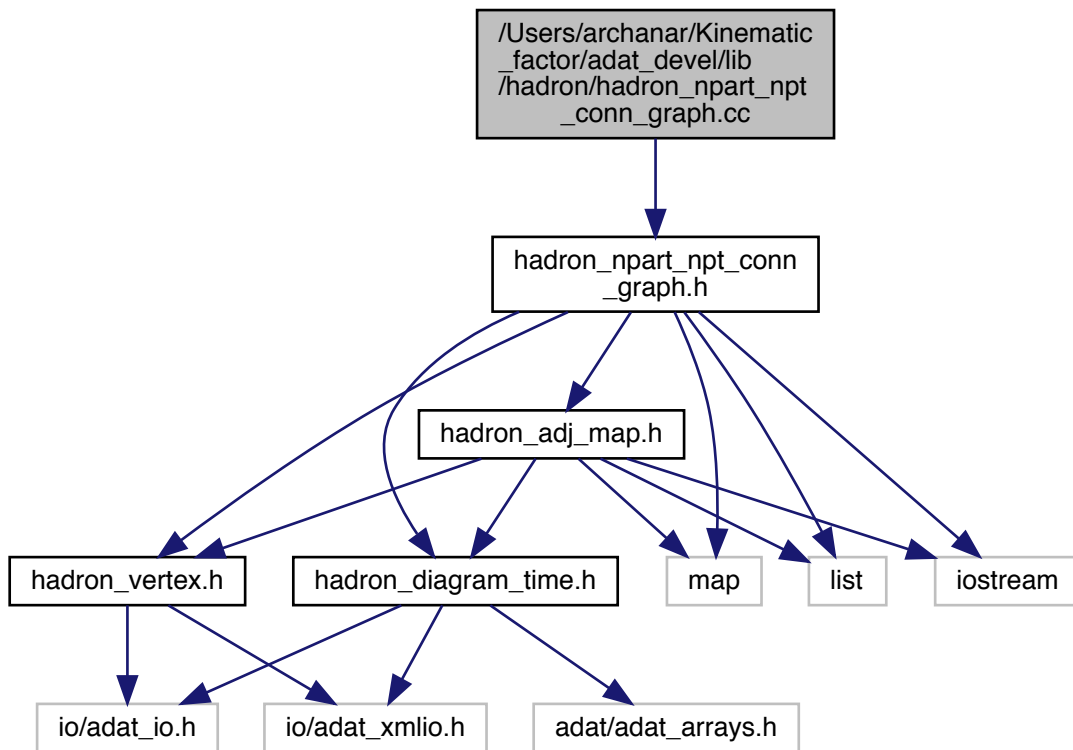 /Users/archanar/Kinematic
_factor/adat_devel/lib
/hadron/hadron_npart_npt
_conn_graph.cc
hadron_npart_npt_conn
_graph.h
hadron_adj_map.h
hadron_vertex.h
hadron_diagram_time.h
map
list
iostream
io/adat_io.h
io/adat_xmlio.h
adat/adat_arrays.h